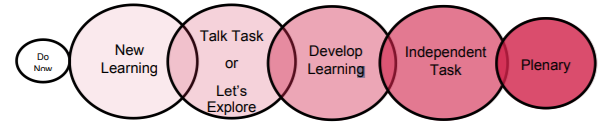 Do
Now
New
Learning
Talk Task
or
Let's
Explore
Develop
Learning
Independent
Task
Plenary